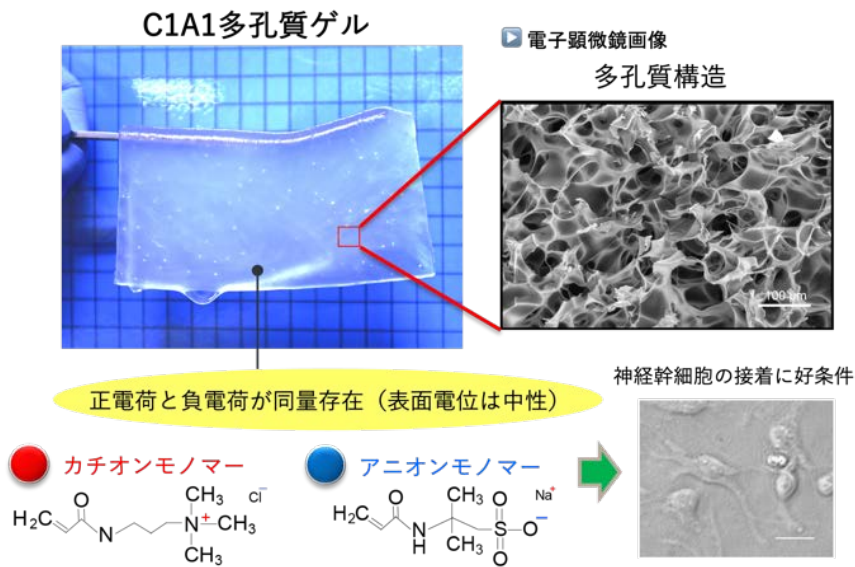 C1A1多孔質ゲル
電子顕微鏡画像
多孔質構造
100 μm
正電荷と負電荷が同量存在（表面電位は中性）
神経幹細胞の接着に好条件
カチオンモノマー
アニオンモノマー
H₂C
O
N
N
+
CH₃
CH₃
CH₃
Cl⁻
H₂C
O
N
H
CH₃
CH₃
O
S
O
O
−
Na⁺